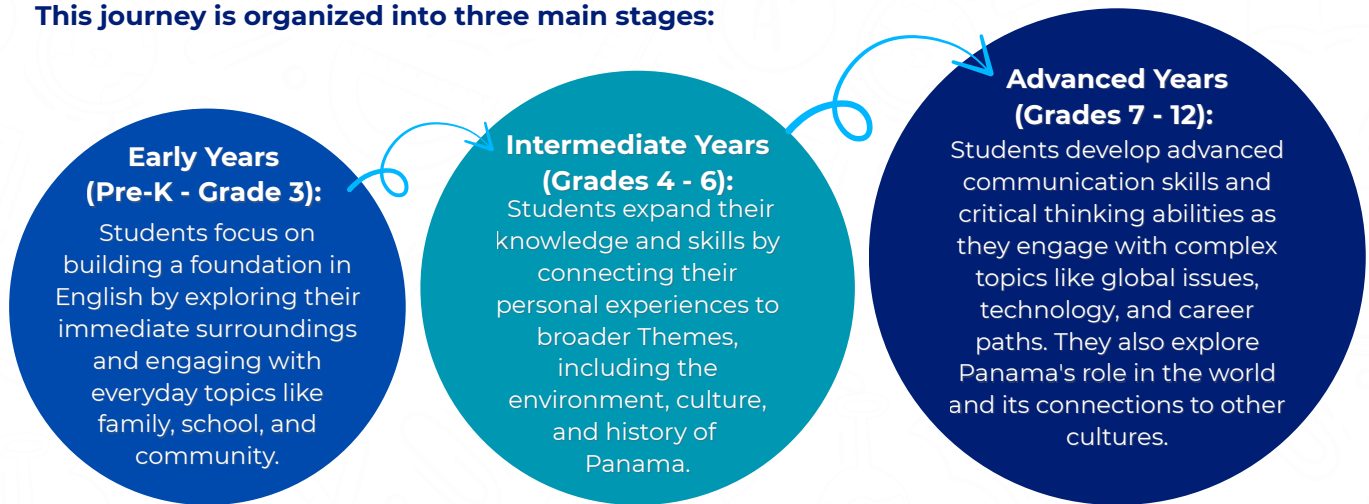 This journey is organized into three main stages:
Early Years
(Pre-K - Grade 3):
Students focus on
building a foundation in
English by exploring their
immediate surroundings
and engaging with
everyday topics like
family, school, and
community.
Intermediate Years
(Grades 4 - 6):
Students expand their
knowledge and skills by
connecting their
personal experiences to
broader Themes,
including the
environment, culture,
and history of
Panama.
Advanced Years
(Grades 7 - 12):
Students develop advanced
communication skills and
critical thinking abilities as
they engage with complex
topics like global issues,
technology, and career
paths. They also explore
Panama's role in the world
and its connections to other
cultures.